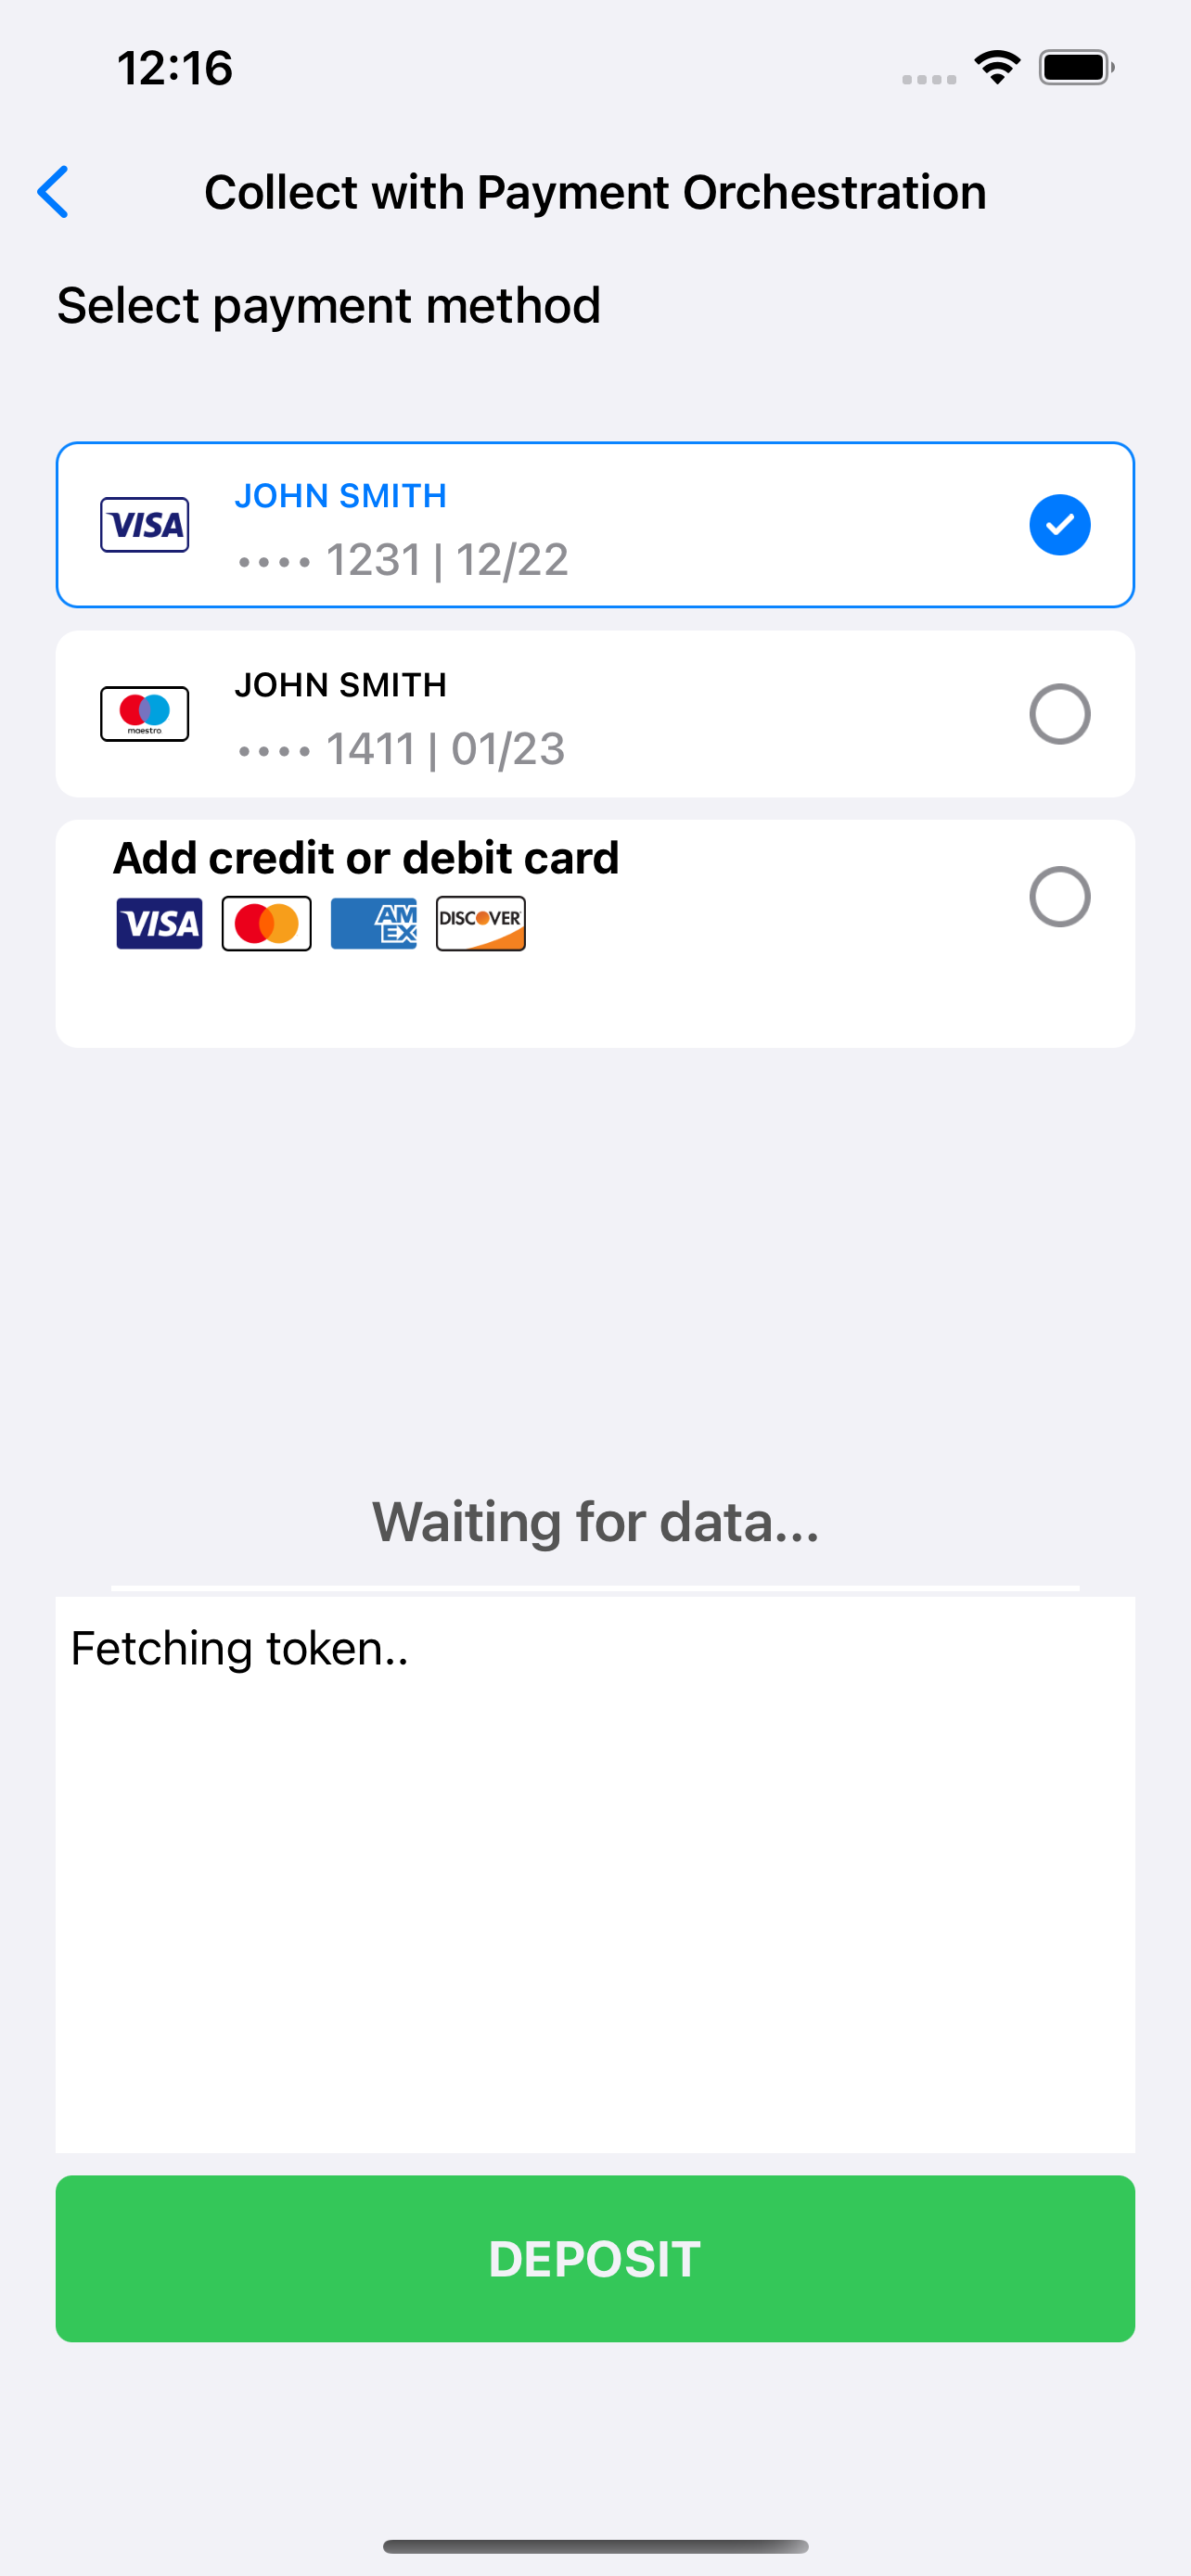 12:16
Collect with Payment Orchestration
Select payment method
VISA
JOHN SMITH
•••• 1231 | 12/22
maestro
JOHN SMITH
•••• 1411 | 01/23
Add credit or debit card
VISA
AM
EX
DISCOVER
Waiting for data...
Fetching token..
DEPOSIT